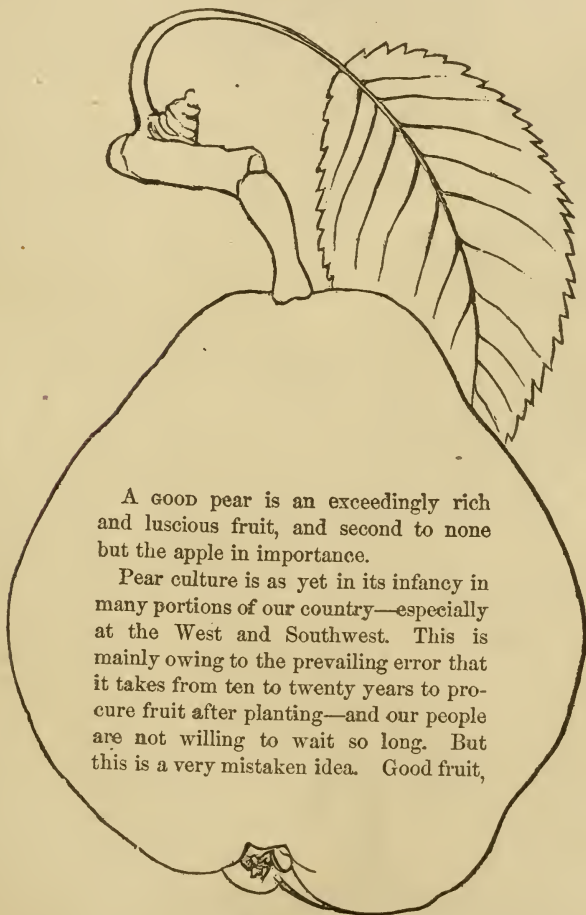 A GOOD pear is an exceedingly rich
and luscious fruit, and second to none
but the apple in importance.
Pear culture is as yet in its infancy in
many portions of our country—especially
at the West and Southwest. This is
mainly owing to the prevailing error that
it takes from ten to twenty years to pro-
cure fruit after planting—and our people
are not willing to wait so long. But
this is a very mistaken idea. Good fruit,